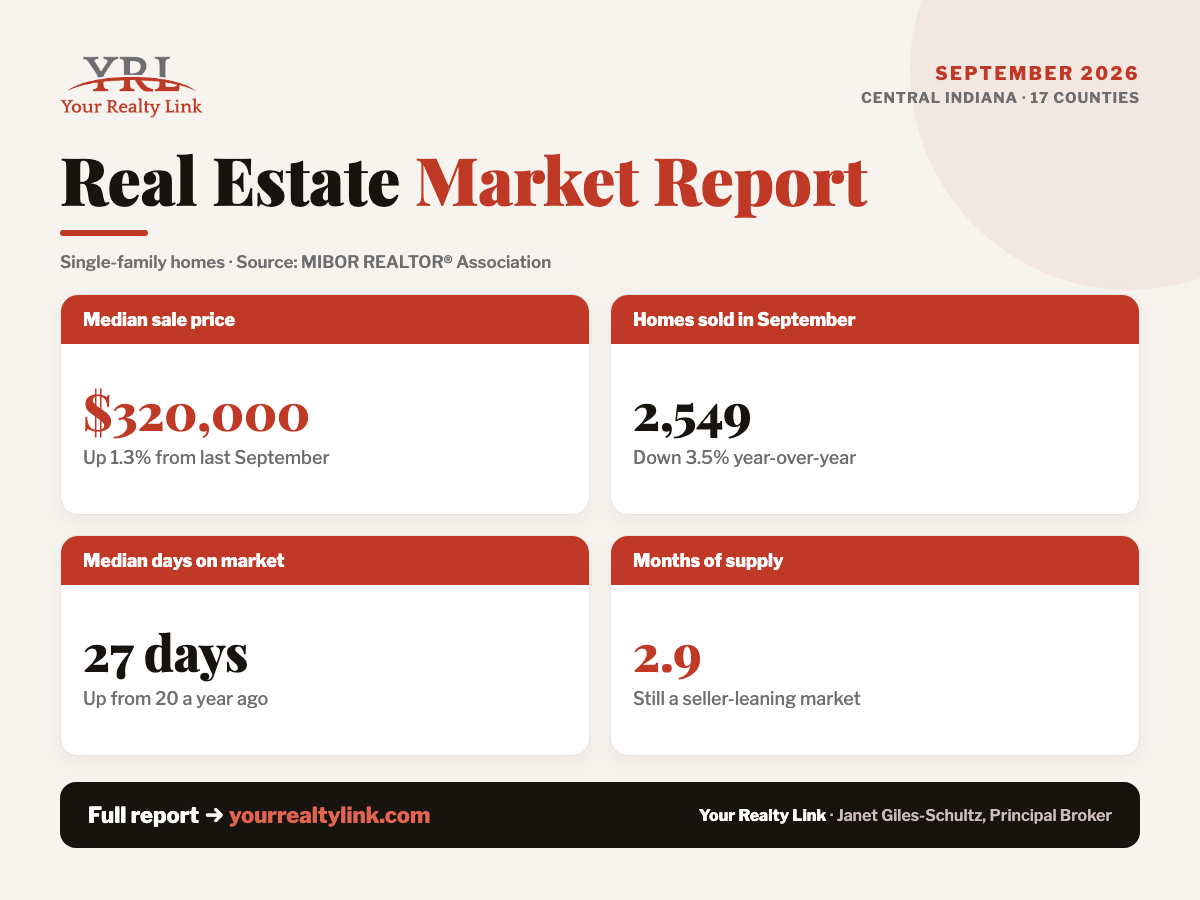 YRL
Your Realty Link
SEPTEMBER 2026
CENTRAL INDIANA · 17 COUNTIES
Real Estate Market Report
Single-family homes · Source: MIBOR REALTOR® Association
Median sale price
$320,000
Up 1.3% from last September
Homes sold in September
2,549
Down 3.5% year-over-year
Median days on market
27 days
Up from 20 a year ago
Months of supply
2.9
Still a seller-leaning market
Full report → yourrealtylink.com
Your Realty Link · Janet Giles-Schultz, Principal Broker